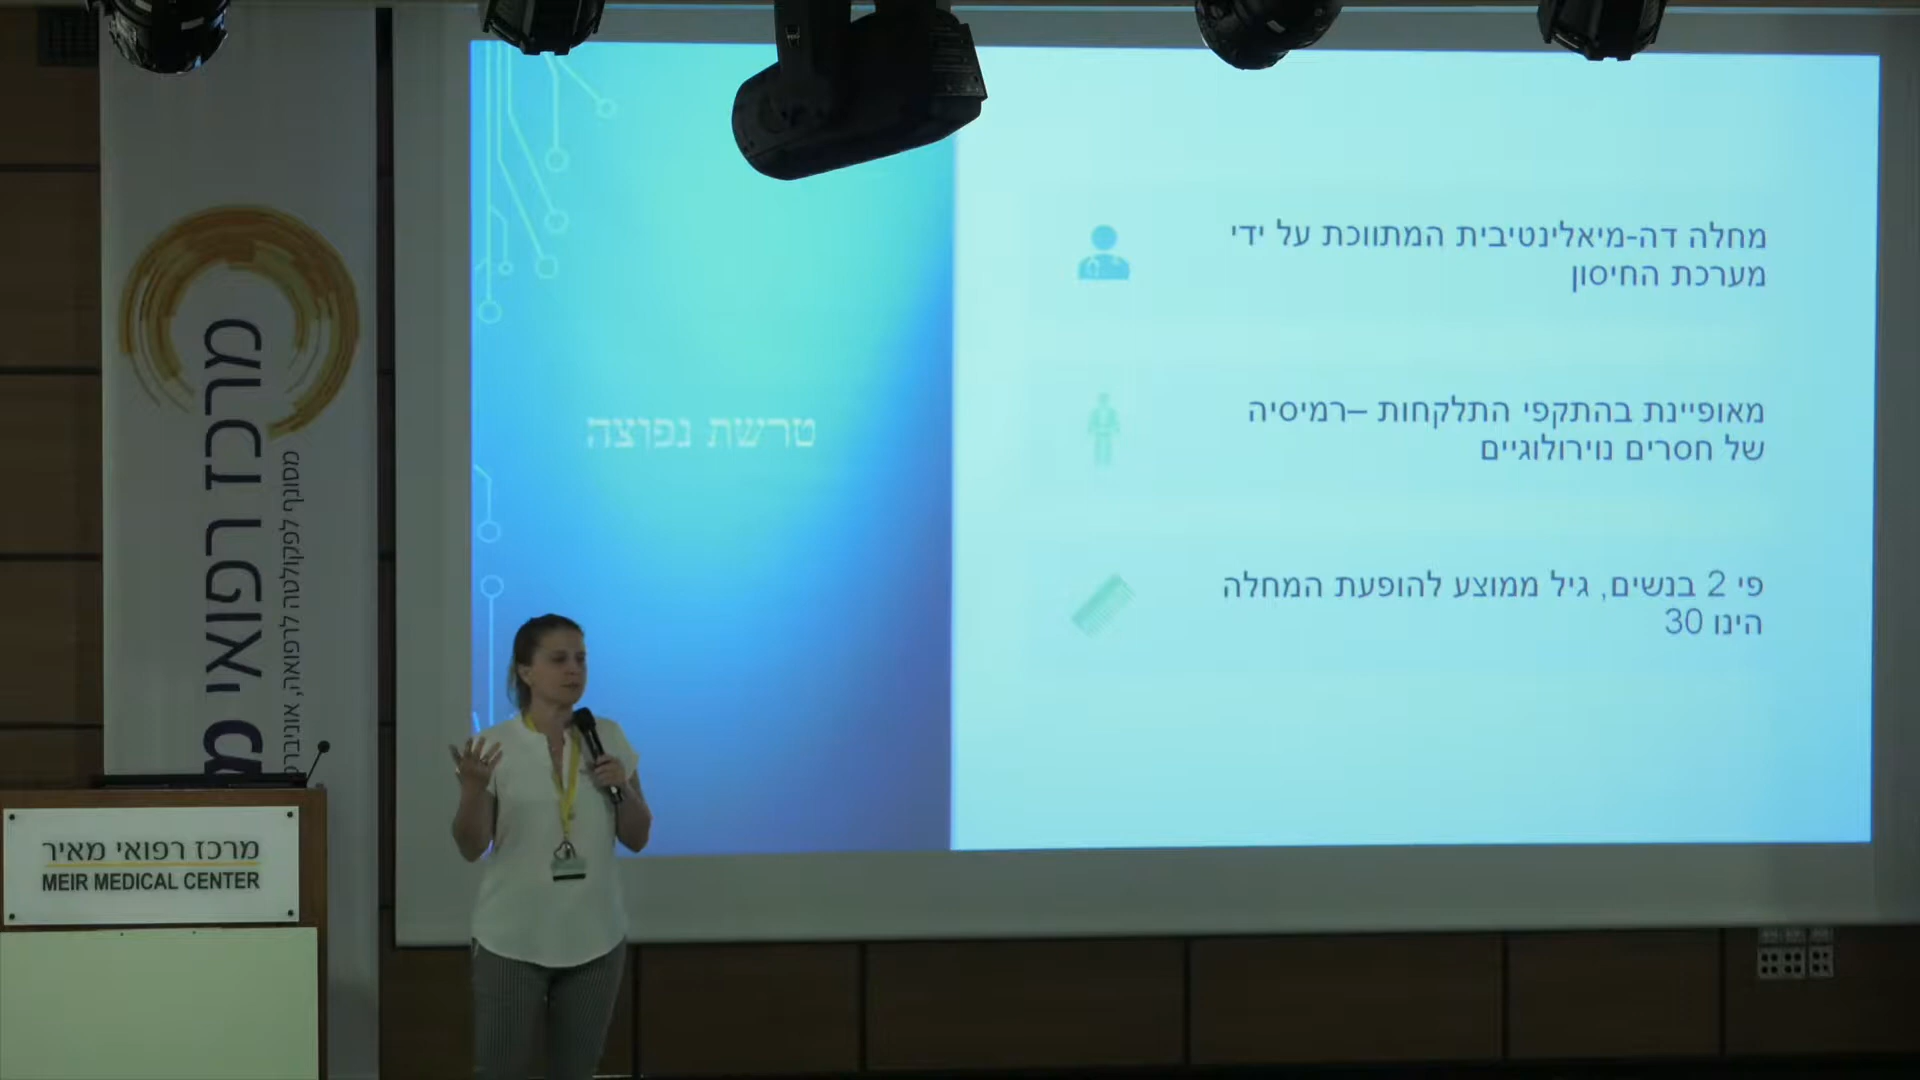 מחלה דה-מיאלינטיבית המתווכת על ידי
מערכת החיסון
מאופיינת בהתקפי התלקחות –רמיסיה
של חסרים נוירולוגיים
פי 2 בנשים, גיל ממוצע להופעת המחלה
הינו 30
טרשת נפוצה
מרכז רפואי מ
מסונף לפקולטה לרפואה,
מרכז רפואי מאיר
MEIR MEDICAL CENTER